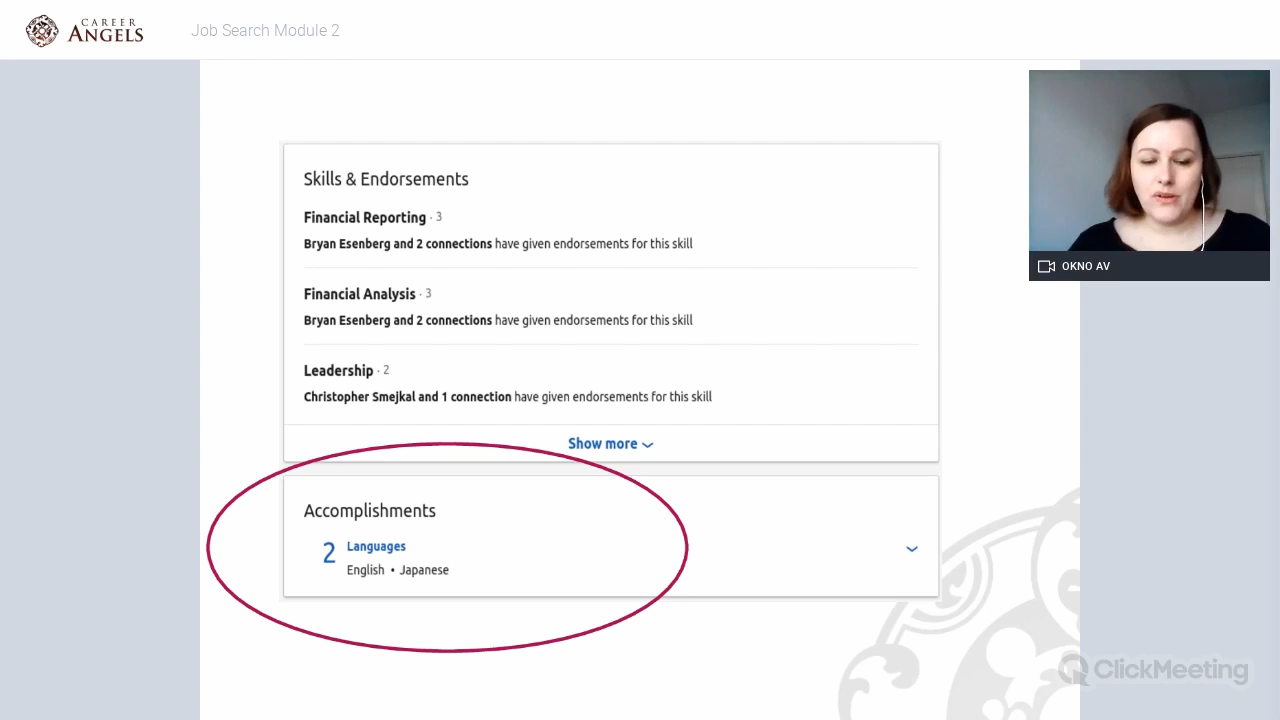 CAREER
ANGELS
Job Search Module 2
Skills & Endorsements
Financial Reporting · 3
Bryan Esenberg and 2 connections have given endorsements for this skill
Financial Analysis · 3
Bryan Esenberg and 2 connections have given endorsements for this skill
Leadership · 2
Christopher Smejkal and 1 connection have given endorsements for this skill
Show more
Accomplishments
2 Languages
English • Japanese
OKNO AV
ClickMeeting